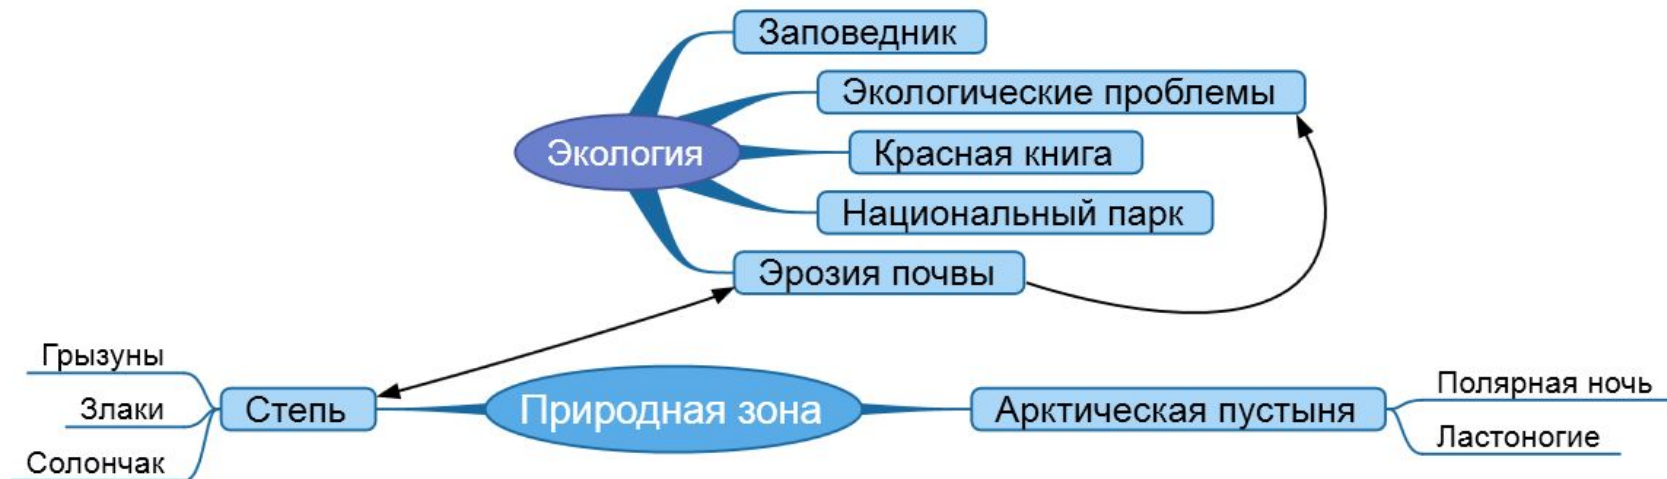 Заповедник
Экологические проблемы
Экология
Красная книга
Национальный парк
Эрозия почвы
Грызуны
Злаки
Солончак
Степь
Природная зона
Арктическая пустыня
Полярная ночь
Ластоногие